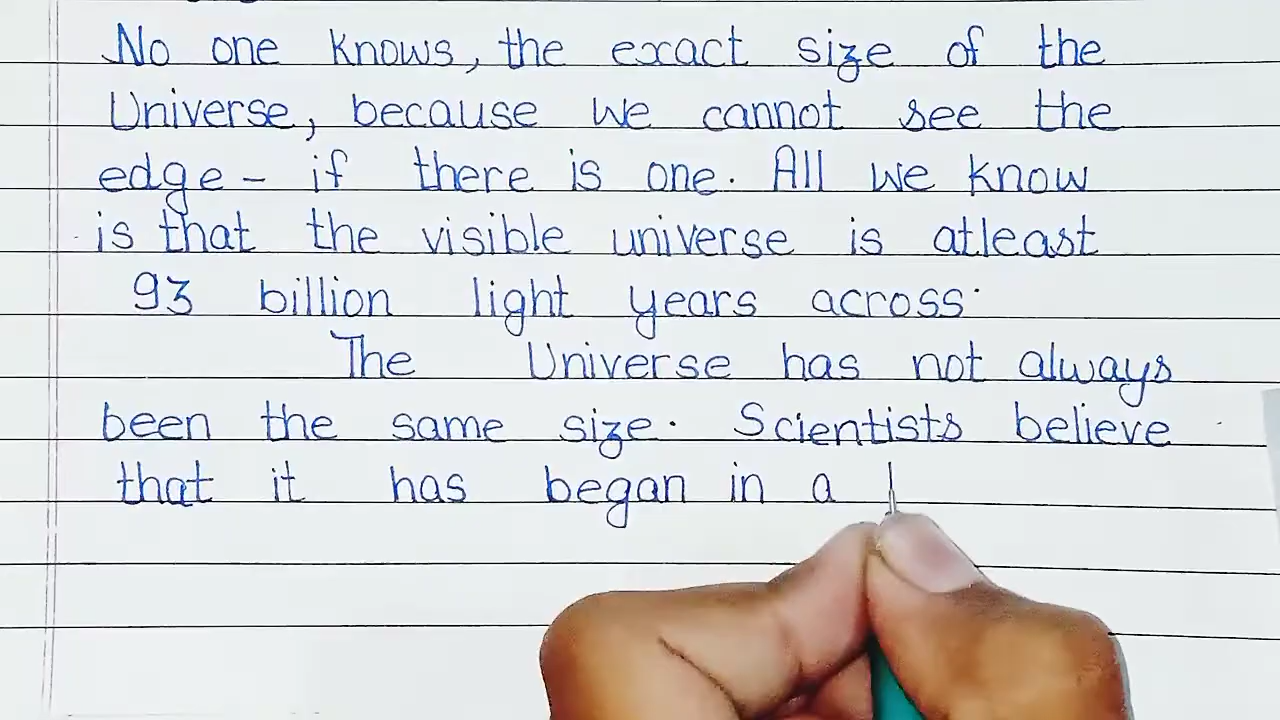 No one knows, the exact size of the
Universe, because we cannot see the
edge - if there is one. All we know
is that the visible universe is atleast
93 billion light years across.
The Universe has not always
been the same size. Scientists believe
that it has began in a